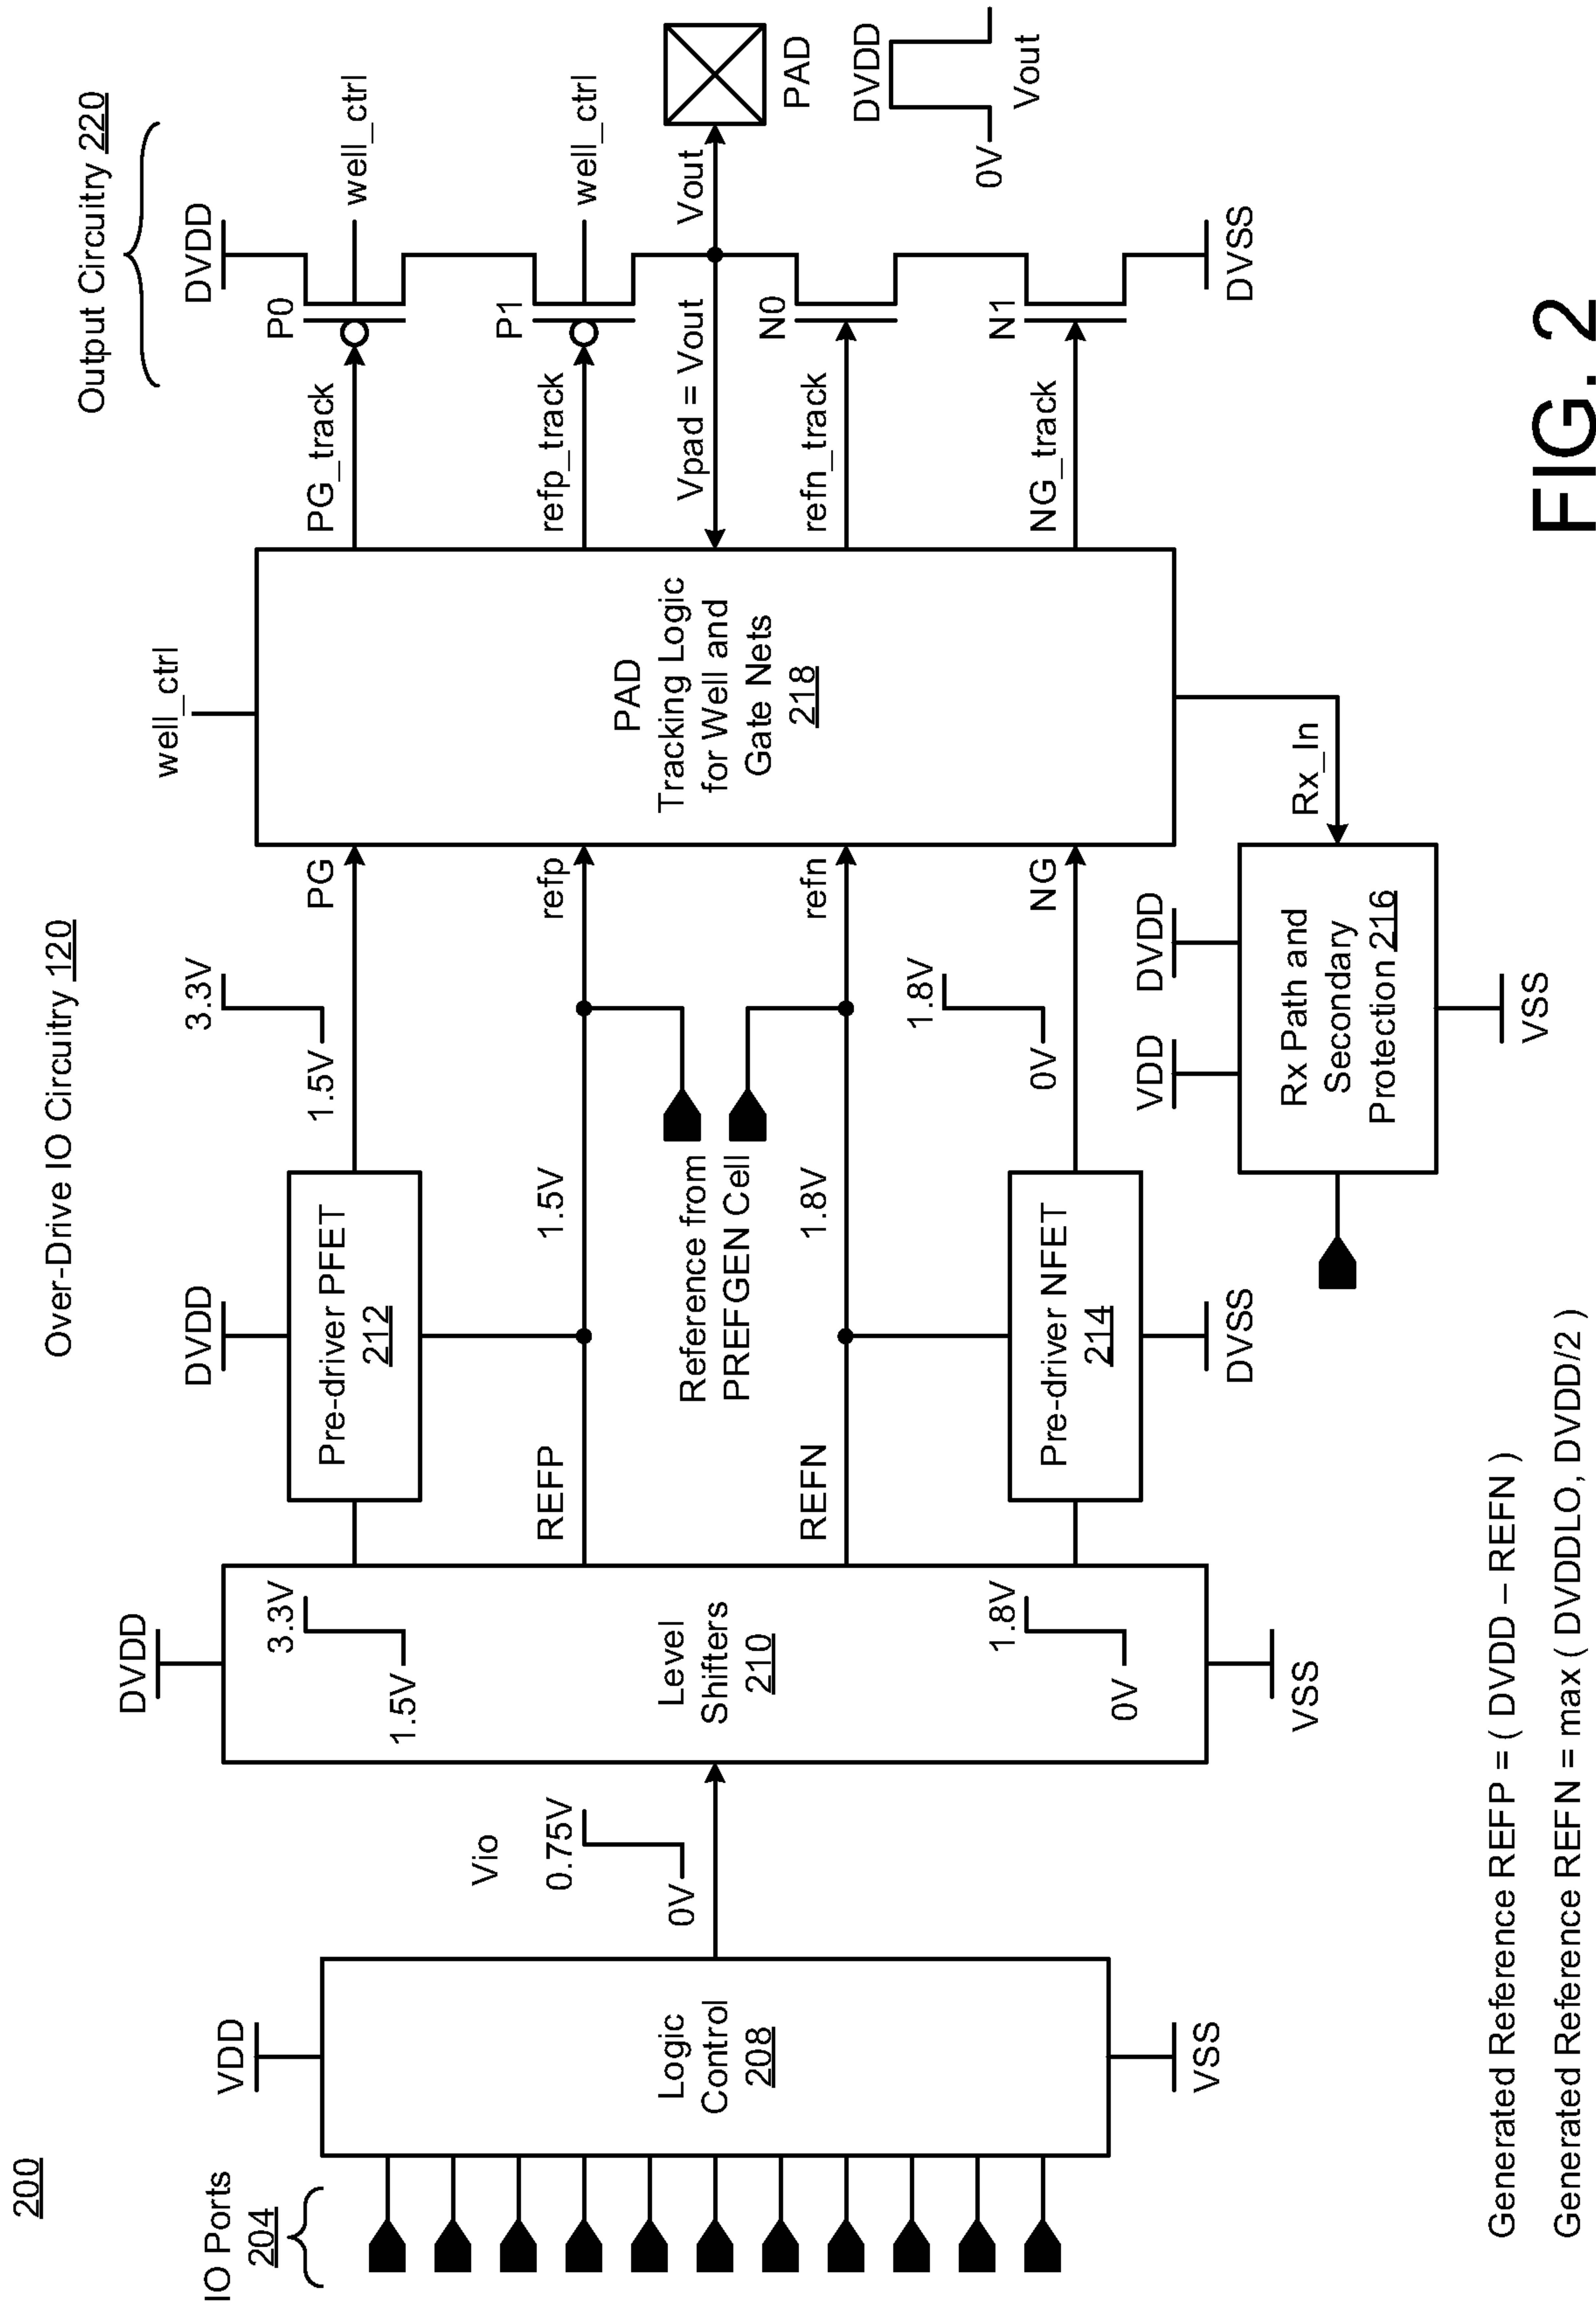 200
Over-Drive IO Circuitry 120
Output Circuitry 220
IO Ports
204
VDD
Logic
Control
208
VSS
Vio
0.75V
0V
DVDD
3.3V
1.5V
Level
Shifters
210
1.8V
0V
VSS
DVDD
Pre-driver PFET
212
3.3V
1.5V
PG
REFP
1.5V
refp
Reference from
PREFGEN Cell
REFN
1.8V
refn
Pre-driver NFET
214
DVSS
1.8V
0V
NG
well_ctrl
PAD
Tracking Logic
for Well and
Gate Nets
218
Rx_In
VDD
DVDD
Rx Path and
Secondary
Protection 216
VSS
DVDD
PG_track
P0
well_ctrl
refp_track
P1
well_ctrl
Vpad = Vout
Vout
PAD
refn_track
N0
NG_track
N1
DVSS
DVDD
0V
Vout
Generated Reference REFP = ( DVDD – REFN )
Generated Reference REFN = max ( DVDDLO, DVDD/2 )
FIG. 2